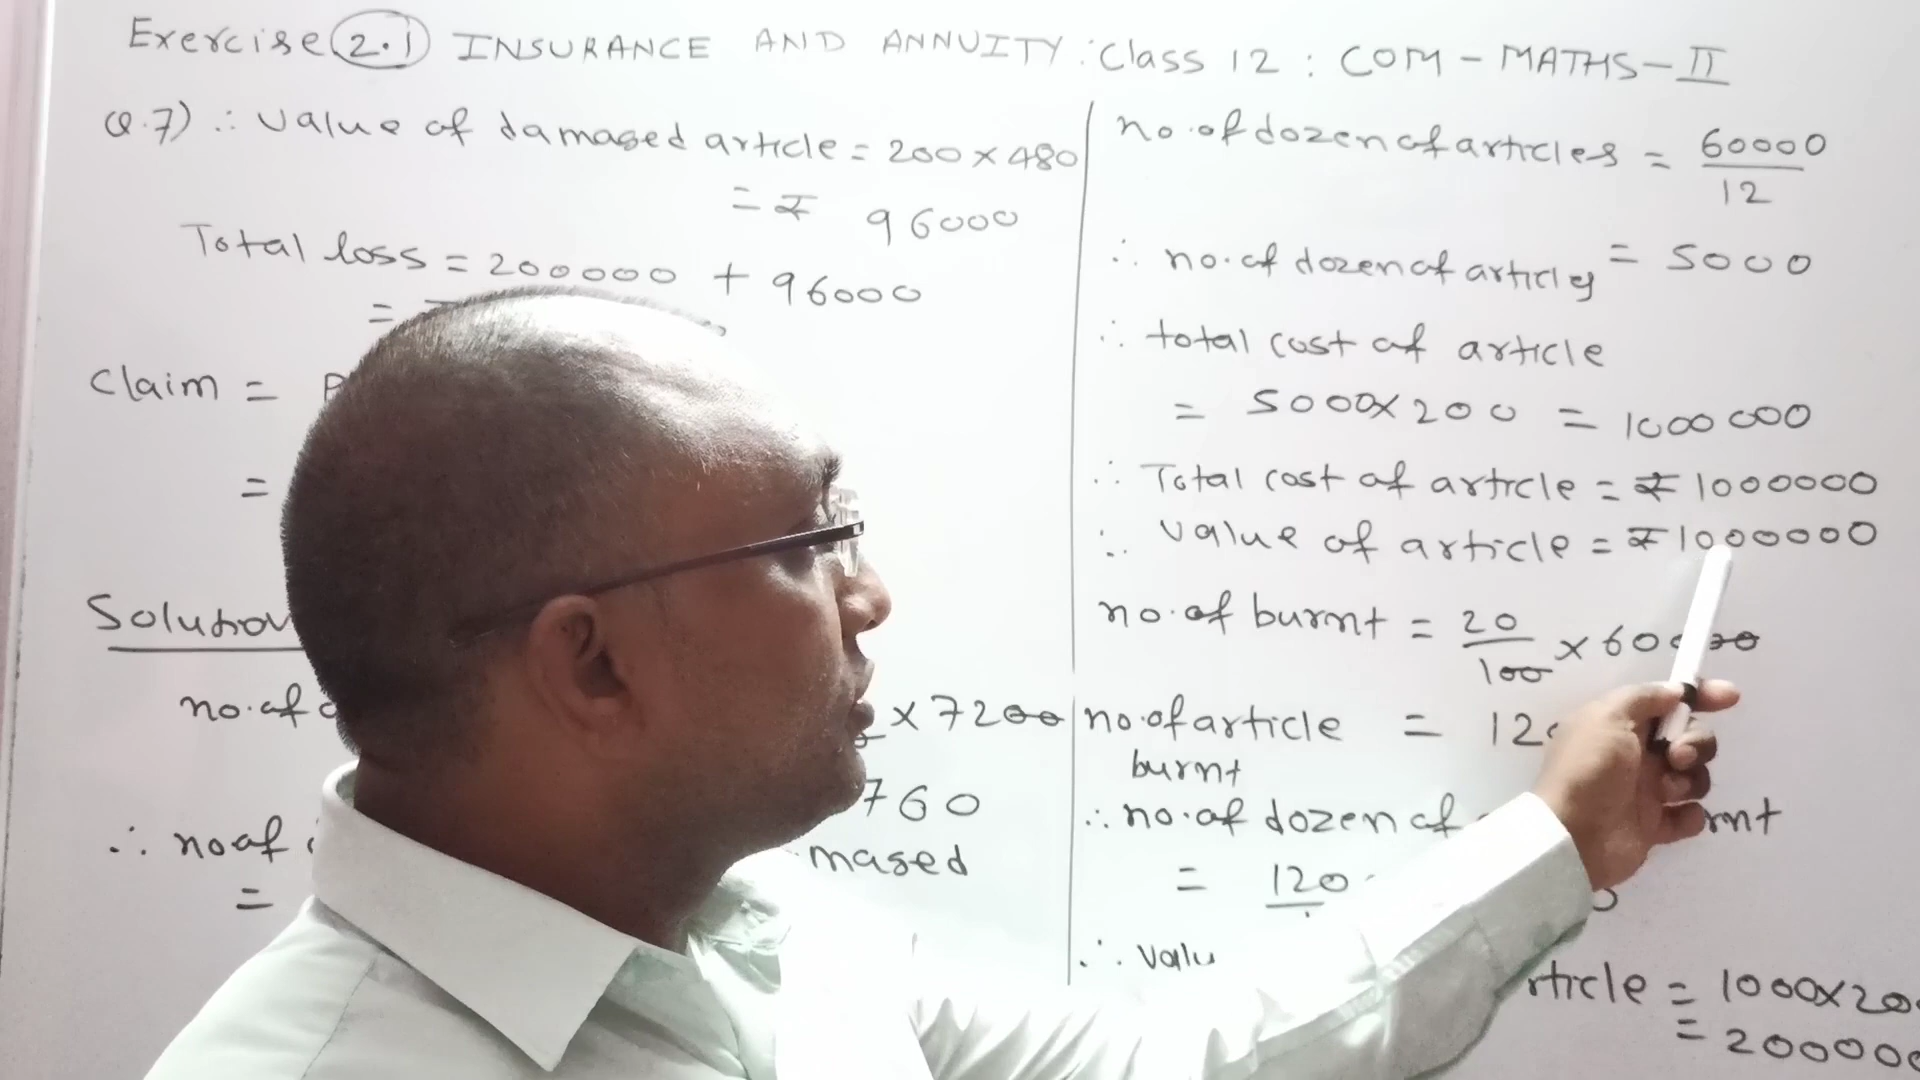 Exercise 2.1 INSURANCE AND ANNUITY : Class 12 : COM - MATHS - II
Q.7) ∴ value of damased article = 200 × 480
= ₹ 96000
Total loss = 200000 + 96000
=
Claim =
=
Solution
no. of
× 7200
760
∴ no of
mased
=
no. of dozen of articles = 60000
12
∴ no. of dozen of articles = 5000
∴ total cost of article
= 5000 × 200 = 1000000
∴ Total cost of article = ₹ 1000000
∴ value of article = ₹ 1000000
no. of burnt = 20/100 × 60000
no. of article = 120
burnt
∴ no. of dozen of
= 120
∴ valu
rticle = 1000 × 20
= 20000